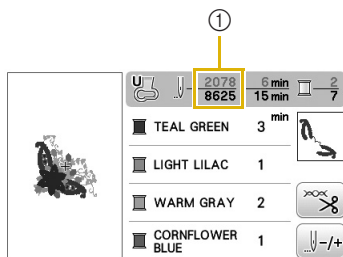 ①
U 2078 6 min 2
8625 15 min 7
min
TEAL GREEN 3
LIGHT LILAC 1
WARM GRAY 2
CORNFLOWER
BLUE 1
-/+